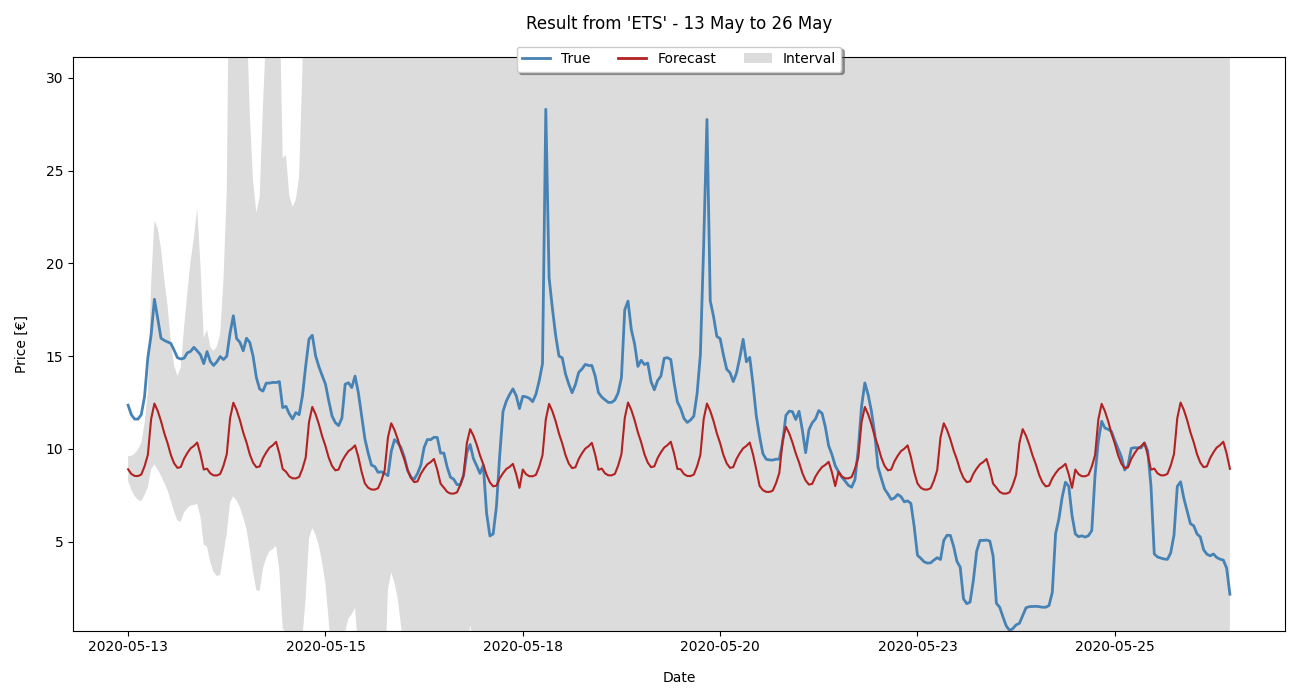 Result from 'ETS' - 13 May to 26 May
True Forecast Interval
30
25
20
15
10
5
Price [€]
2020-05-13 2020-05-15 2020-05-18 2020-05-20 2020-05-23 2020-05-25
Date